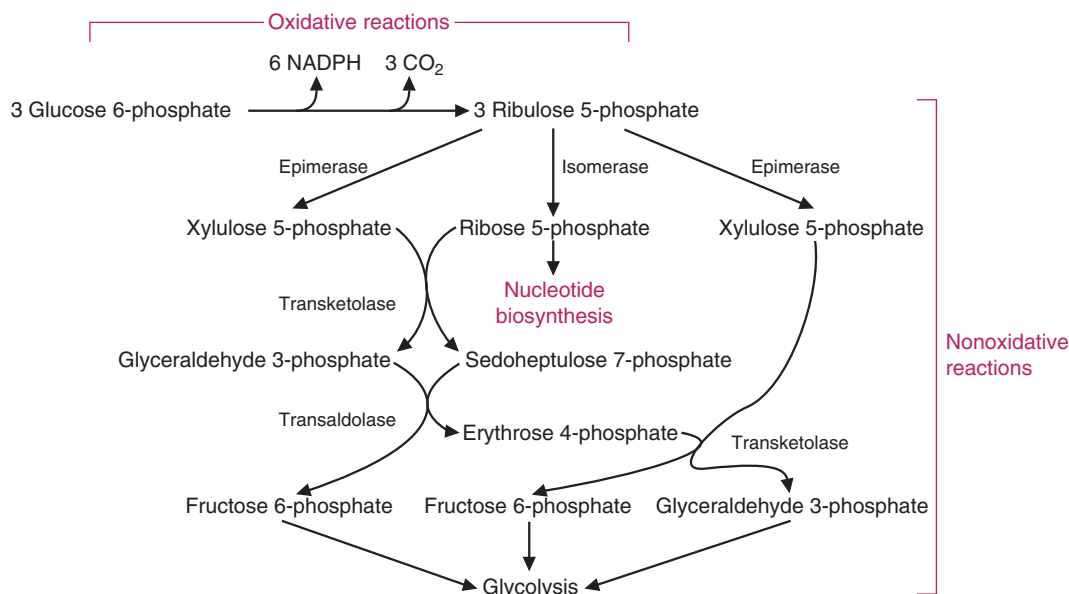 Oxidative reactions
6 NADPH 3 CO₂
3 Glucose 6-phosphate 3 Ribulose 5-phosphate
Epimerase Isomerase Epimerase
Xylulose 5-phosphate Ribose 5-phosphate Xylulose 5-phosphate
Nucleotide
biosynthesis
Transketolase
Glyceraldehyde 3-phosphate Sedoheptulose 7-phosphate
Nonoxidative
reactions
Transaldolase
Erythrose 4-phosphate
Transketolase
Fructose 6-phosphate Fructose 6-phosphate Glyceraldehyde 3-phosphate
Glycolysis